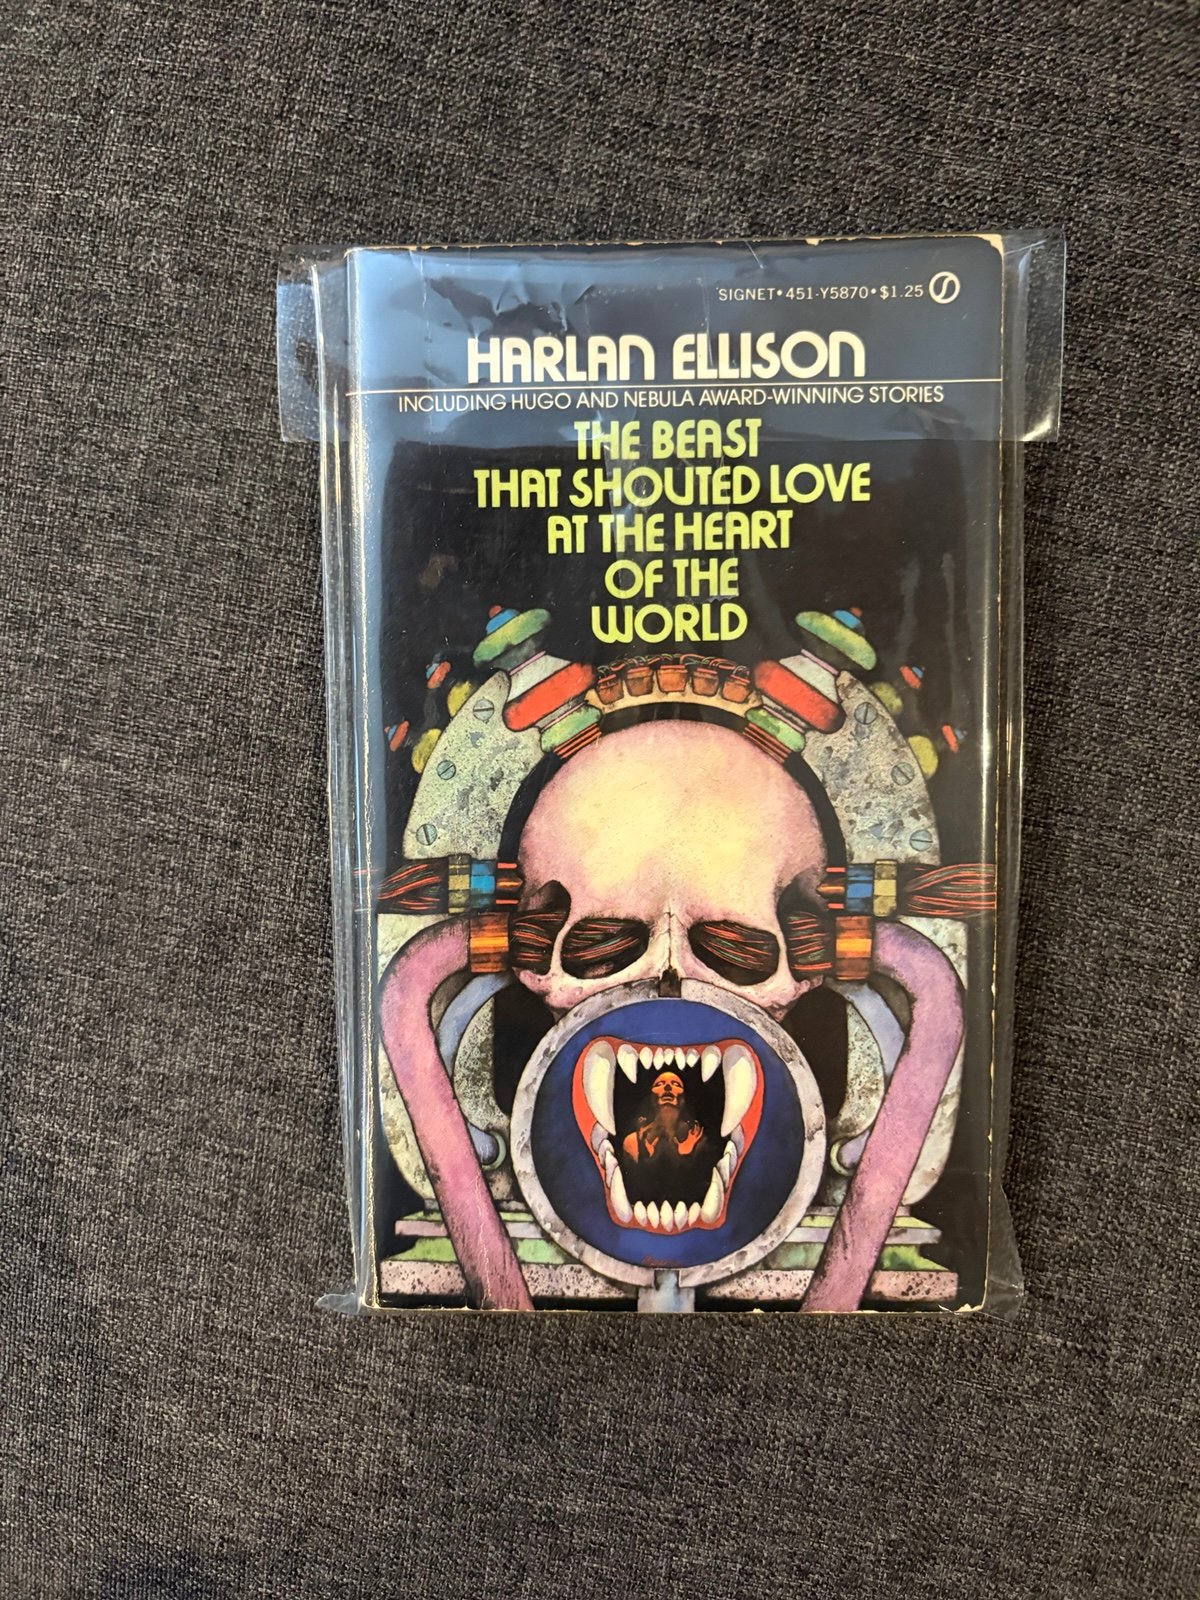 SIGNET • 451-Y5870 • $1.25
HARLAN ELLISON
INCLUDING HUGO AND NEBULA AWARD-WINNING STORIES
THE BEAST
THAT SHOUTED LOVE
AT THE HEART
OF THE
WORLD